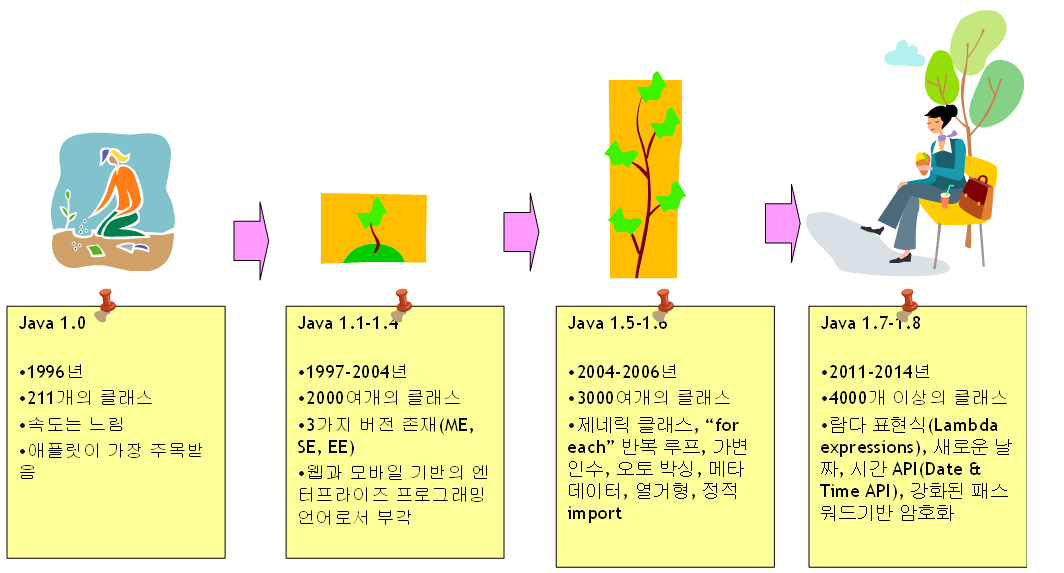 Java 1.0
•1996년
•211개의 클래스
•속도는 느림
•애플릿이 가장 주목받
음
Java 1.1-1.4
•1997-2004년
•2000여개의 클래스
•3가지 버전 존재(ME,
SE, EE)
•웹과 모바일 기반의 엔
터프라이즈 프로그래밍
언어로서 부각
Java 1.5-1.6
•2004-2006년
•3000여개의 클래스
•제네릭 클래스, “for
each” 반복 루프, 가변
인수, 오토 박싱, 메타
데이터, 열거형, 정적
import
Java 1.7-1.8
•2011-2014년
•4000개 이상의 클래스
•람다 표현식(Lambda
expressions), 새로운 날
짜, 시간 API(Date &
Time API), 강화된 패스
워드기반 암호화